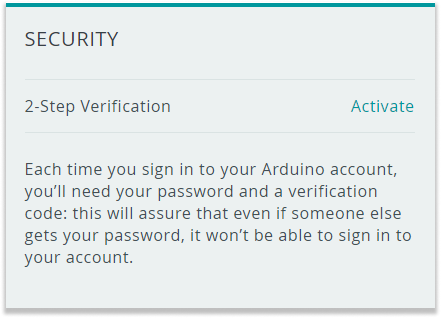 SECURITY
2-Step Verification Activate
Each time you sign in to your Arduino account,
you’ll need your password and a verification
code: this will assure that even if someone else
gets your password, it won’t be able to sign in to
your account.